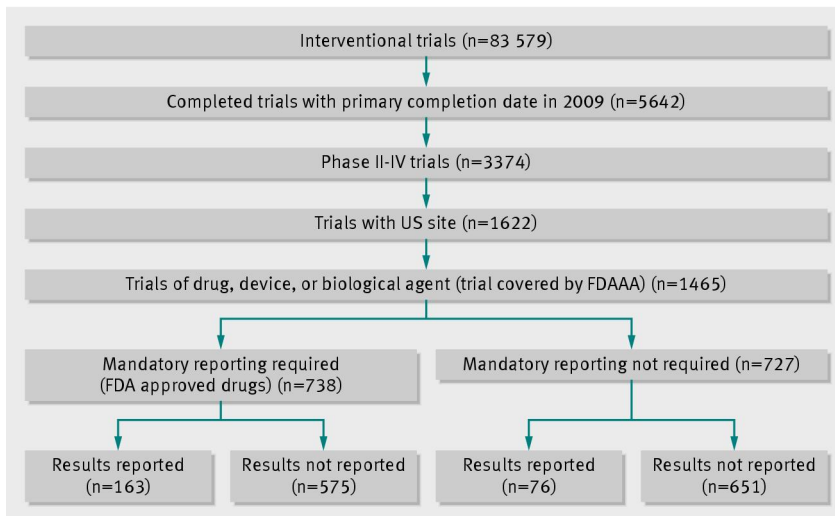 Interventional trials (n=83 579)
Completed trials with primary completion date in 2009 (n=5642)
Phase II-IV trials (n=3374)
Trials with US site (n=1622)
Trials of drug, device, or biological agent (trial covered by FDAAA) (n=1465)
Mandatory reporting required
(FDA approved drugs) (n=738)
Mandatory reporting not required (n=727)
Results reported
(n=163)
Results not reported
(n=575)
Results reported
(n=76)
Results not reported
(n=651)